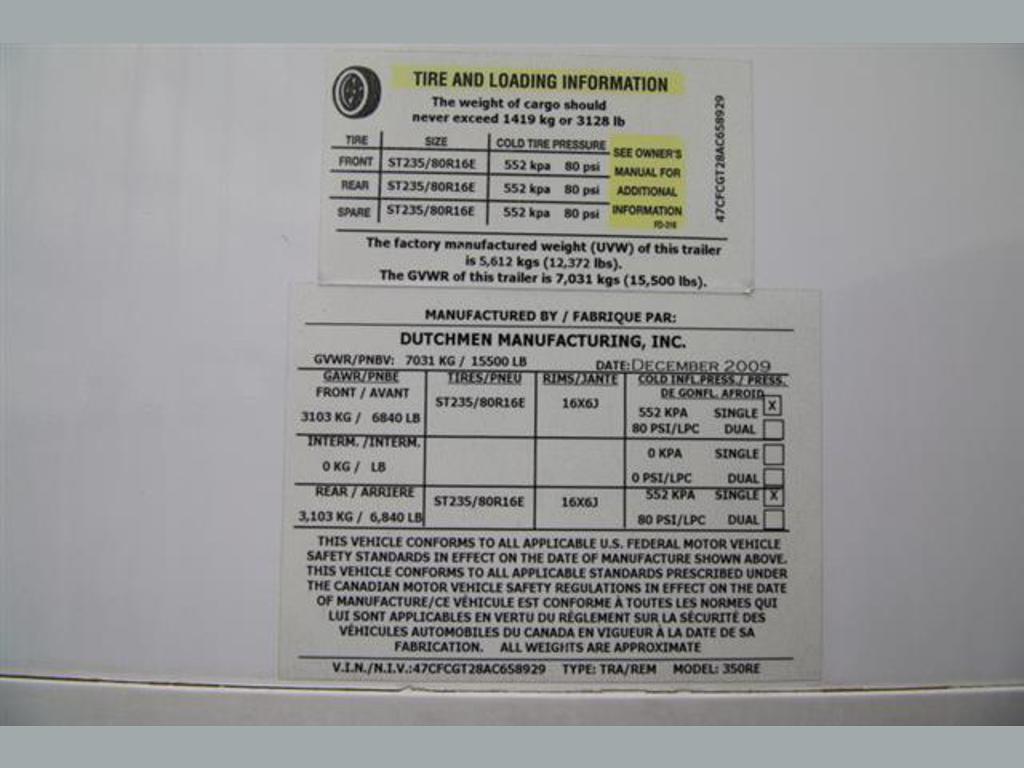 TIRE AND LOADING INFORMATION
The weight of cargo should
never exceed 1419 kg or 3128 lb
TIRE SIZE COLD TIRE PRESSURE
FRONT ST235/80R16E 552 kpa 80 psi
REAR ST235/80R16E 552 kpa 80 psi
SPARE ST235/80R16E 552 kpa 80 psi
SEE OWNER'S
MANUAL FOR
ADDITIONAL
INFORMATION
47CFCGT28AC658929
The factory manufactured weight (UVW) of this trailer
is 5,612 kgs (12,372 lbs).
The GVWR of this trailer is 7,031 kgs (15,500 lbs).
MANUFACTURED BY / FABRIQUE PAR:
DUTCHMEN MANUFACTURING, INC.
GVWR/PNBV: 7031 KG / 15500 LB DATE: DECEMBER 2009
GAWR/PNBE TIRES/PNEU RIMS/JANTE COLD INFL.PRESS./ PRESS.
DE GONFL. AFROID
FRONT / AVANT
3103 KG / 6840 LB ST235/80R16E 16X6J 552 KPA SINGLE X
80 PSI/LPC DUAL
INTERM. /INTERM.
0 KG / LB 0 KPA SINGLE
0 PSI/LPC DUAL
REAR / ARRIERE
3,103 KG / 6,840 LB ST235/80R16E 16X6J 552 KPA SINGLE X
80 PSI/LPC DUAL
THIS VEHICLE CONFORMS TO ALL APPLICABLE U.S. FEDERAL MOTOR VEHICLE
SAFETY STANDARDS IN EFFECT ON THE DATE OF MANUFACTURE SHOWN ABOVE.
THIS VEHICLE CONFORMS TO ALL APPLICABLE STANDARDS PRESCRIBED UNDER
THE CANADIAN MOTOR VEHICLE SAFETY REGULATIONS IN EFFECT ON THE DATE
OF MANUFACTURE/CE VÉHICULE EST CONFORME À TOUTES LES NORMES QUI
LUI SONT APPLICABLES EN VERTU DU RÈGLEMENT SUR LA SÉCURITÉ DES
VÉHICULES AUTOMOBILES DU CANADA EN VIGUEUR À LA DATE DE SA
FABRICATION. ALL WEIGHTS ARE APPROXIMATE
V.I.N./N.I.V.:47CFCGT28AC658929 TYPE: TRA/REM MODEL: 350RE